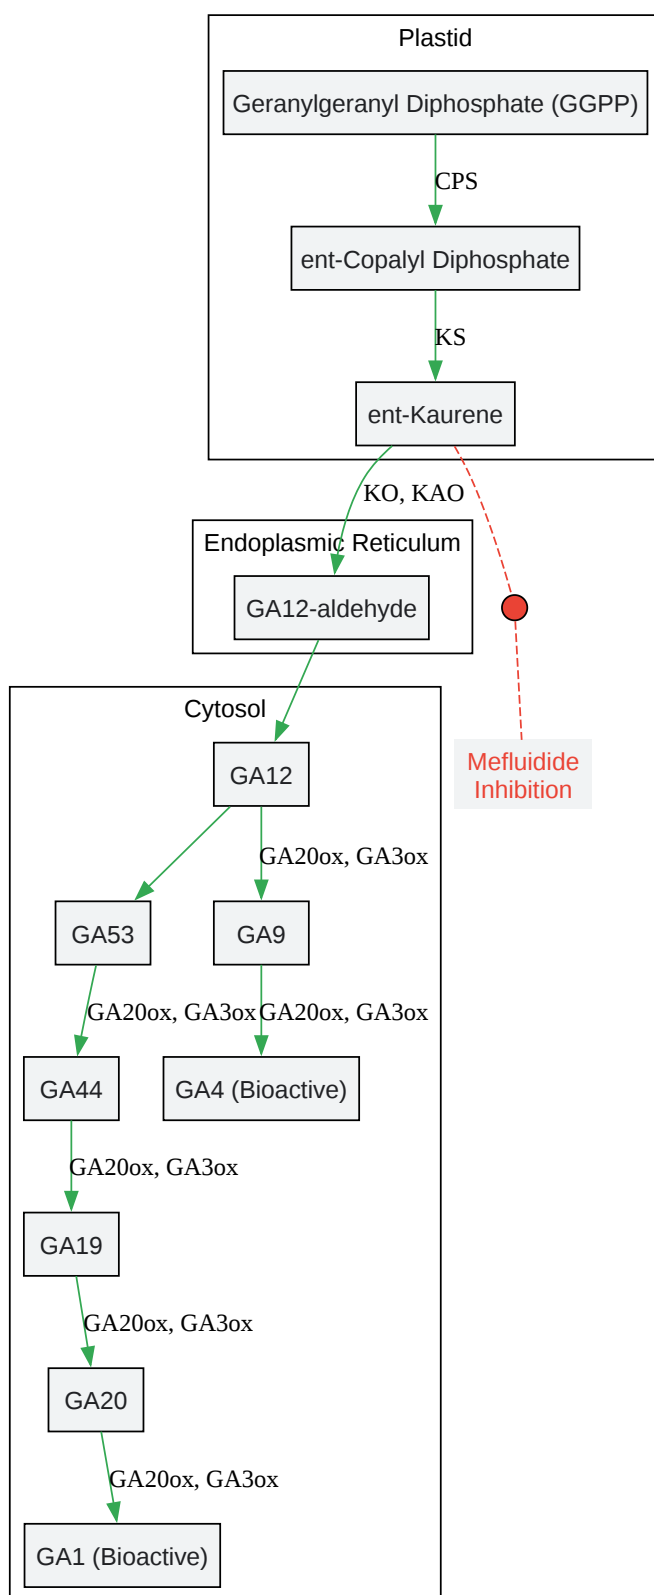 Plastid
Geranylgeranyl Diphosphate (GGPP)
CPS
ent-Copalyl Diphosphate
KS
ent-Kaurene
KO, KAO
Endoplasmic Reticulum
GA12-aldehyde
Cytosol
Mefluidide
Inhibition
GA12
GA20ox, GA3ox
GA53
GA9
GA20ox, GA3ox
GA20ox, GA3ox
GA44
GA4 (Bioactive)
GA20ox, GA3ox
GA19
GA20ox, GA3ox
GA20
GA20ox, GA3ox
GA1 (Bioactive)